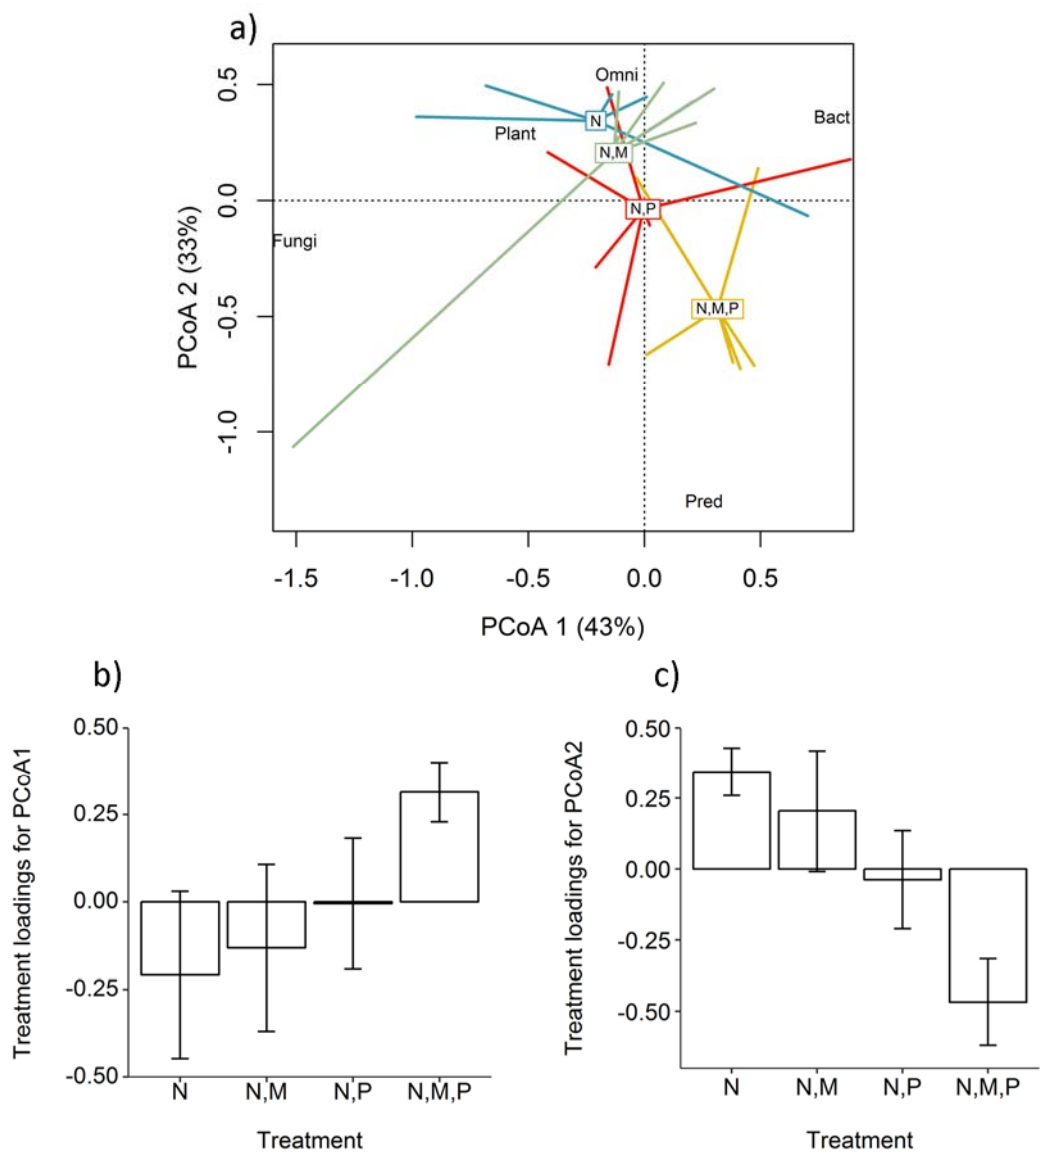 a)
PCoA 2 (33%)
0.5
0.0
-0.5
-1.0
Omni
N
Plant
Bact
N,M
N,P
Fungi
N,M,P
Pred
-1.5
-1.0
-0.5
0.0
0.5
PCoA 1 (43%)
b)
Treatment loadings for PCoA1
0.50
0.25
0.00
-0.25
-0.50
N
N,M
N,P
N,M,P
Treatment
c)
Treatment loadings for PCoA2
0.50
0.25
0.00
-0.25
-0.50
N
N,M
N,P
N,M,P
Treatment